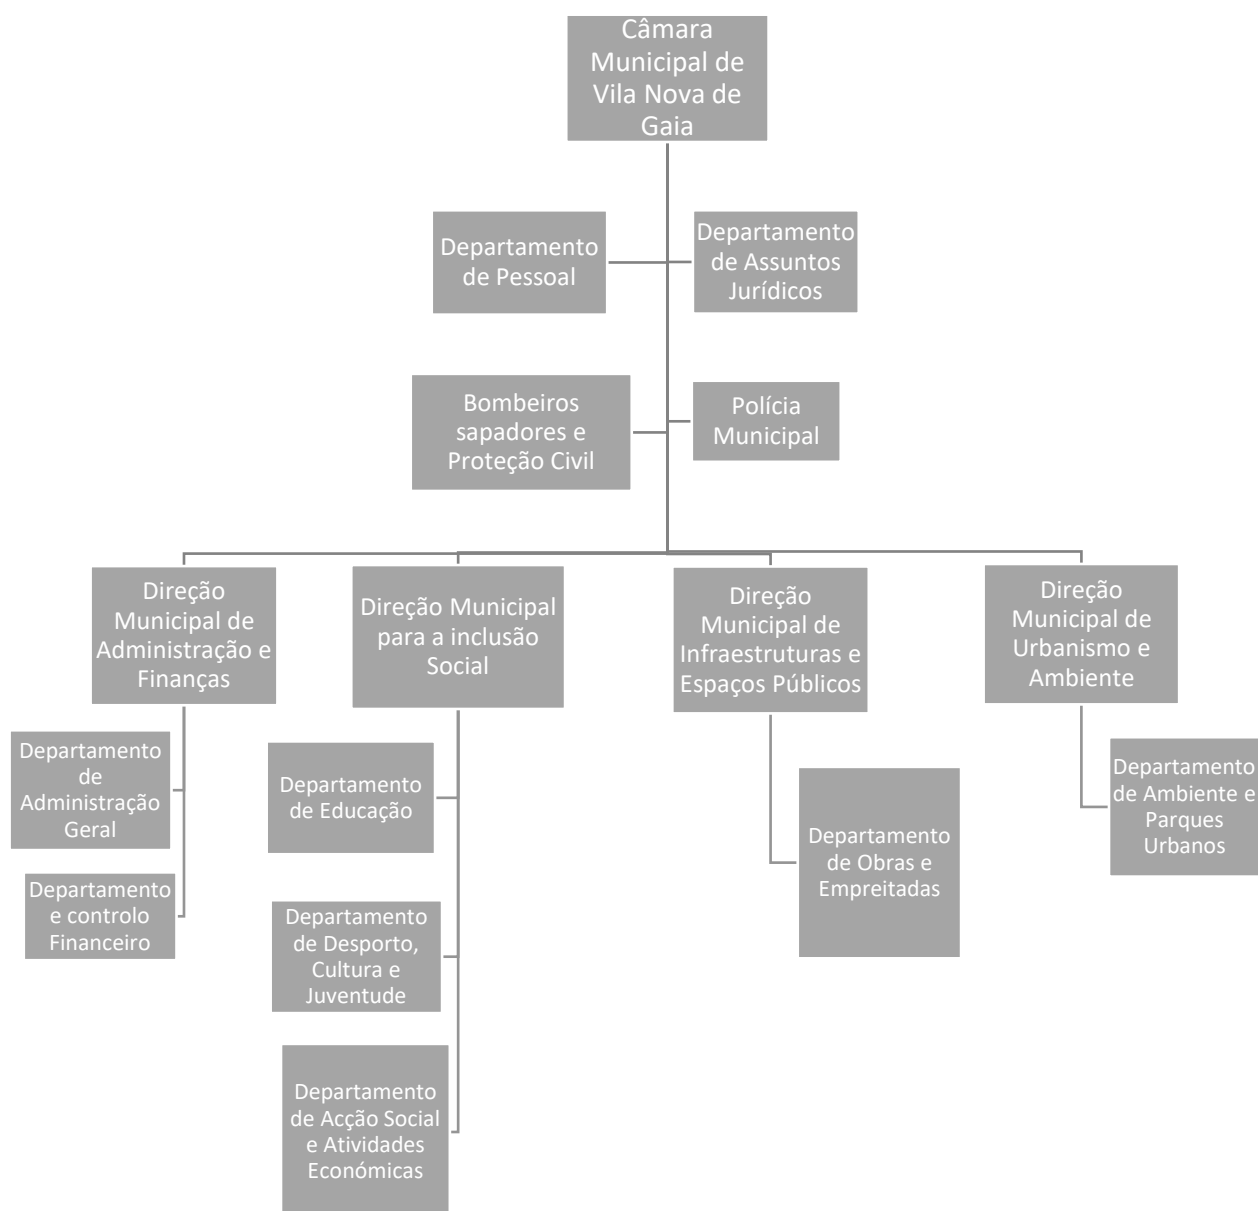 Câmara
Municipal de
Vila Nova de
Gaia
Departamento
de Pessoal
Departamento
de Assuntos
Jurídicos
Bombeiros
sapadores e
Proteção Civil
Polícia
Municipal
Direção
Municipal de
Administração e
Finanças
Direção Municipal
para a inclusão
Social
Direção
Municipal de
Infraestruturas e
Espaços Públicos
Direção
Municipal de
Urbanismo e
Ambiente
Departamento
de
Administração
Geral
Departamento
e controlo
Financeiro
Departamento
de Educação
Departamento
de Desporto,
Cultura e
Juventude
Departamento
de Acção Social
e Atividades
Económicas
Departamento
de Obras e
Empreitadas
Departamento
de Ambiente e
Parques
Urbanos